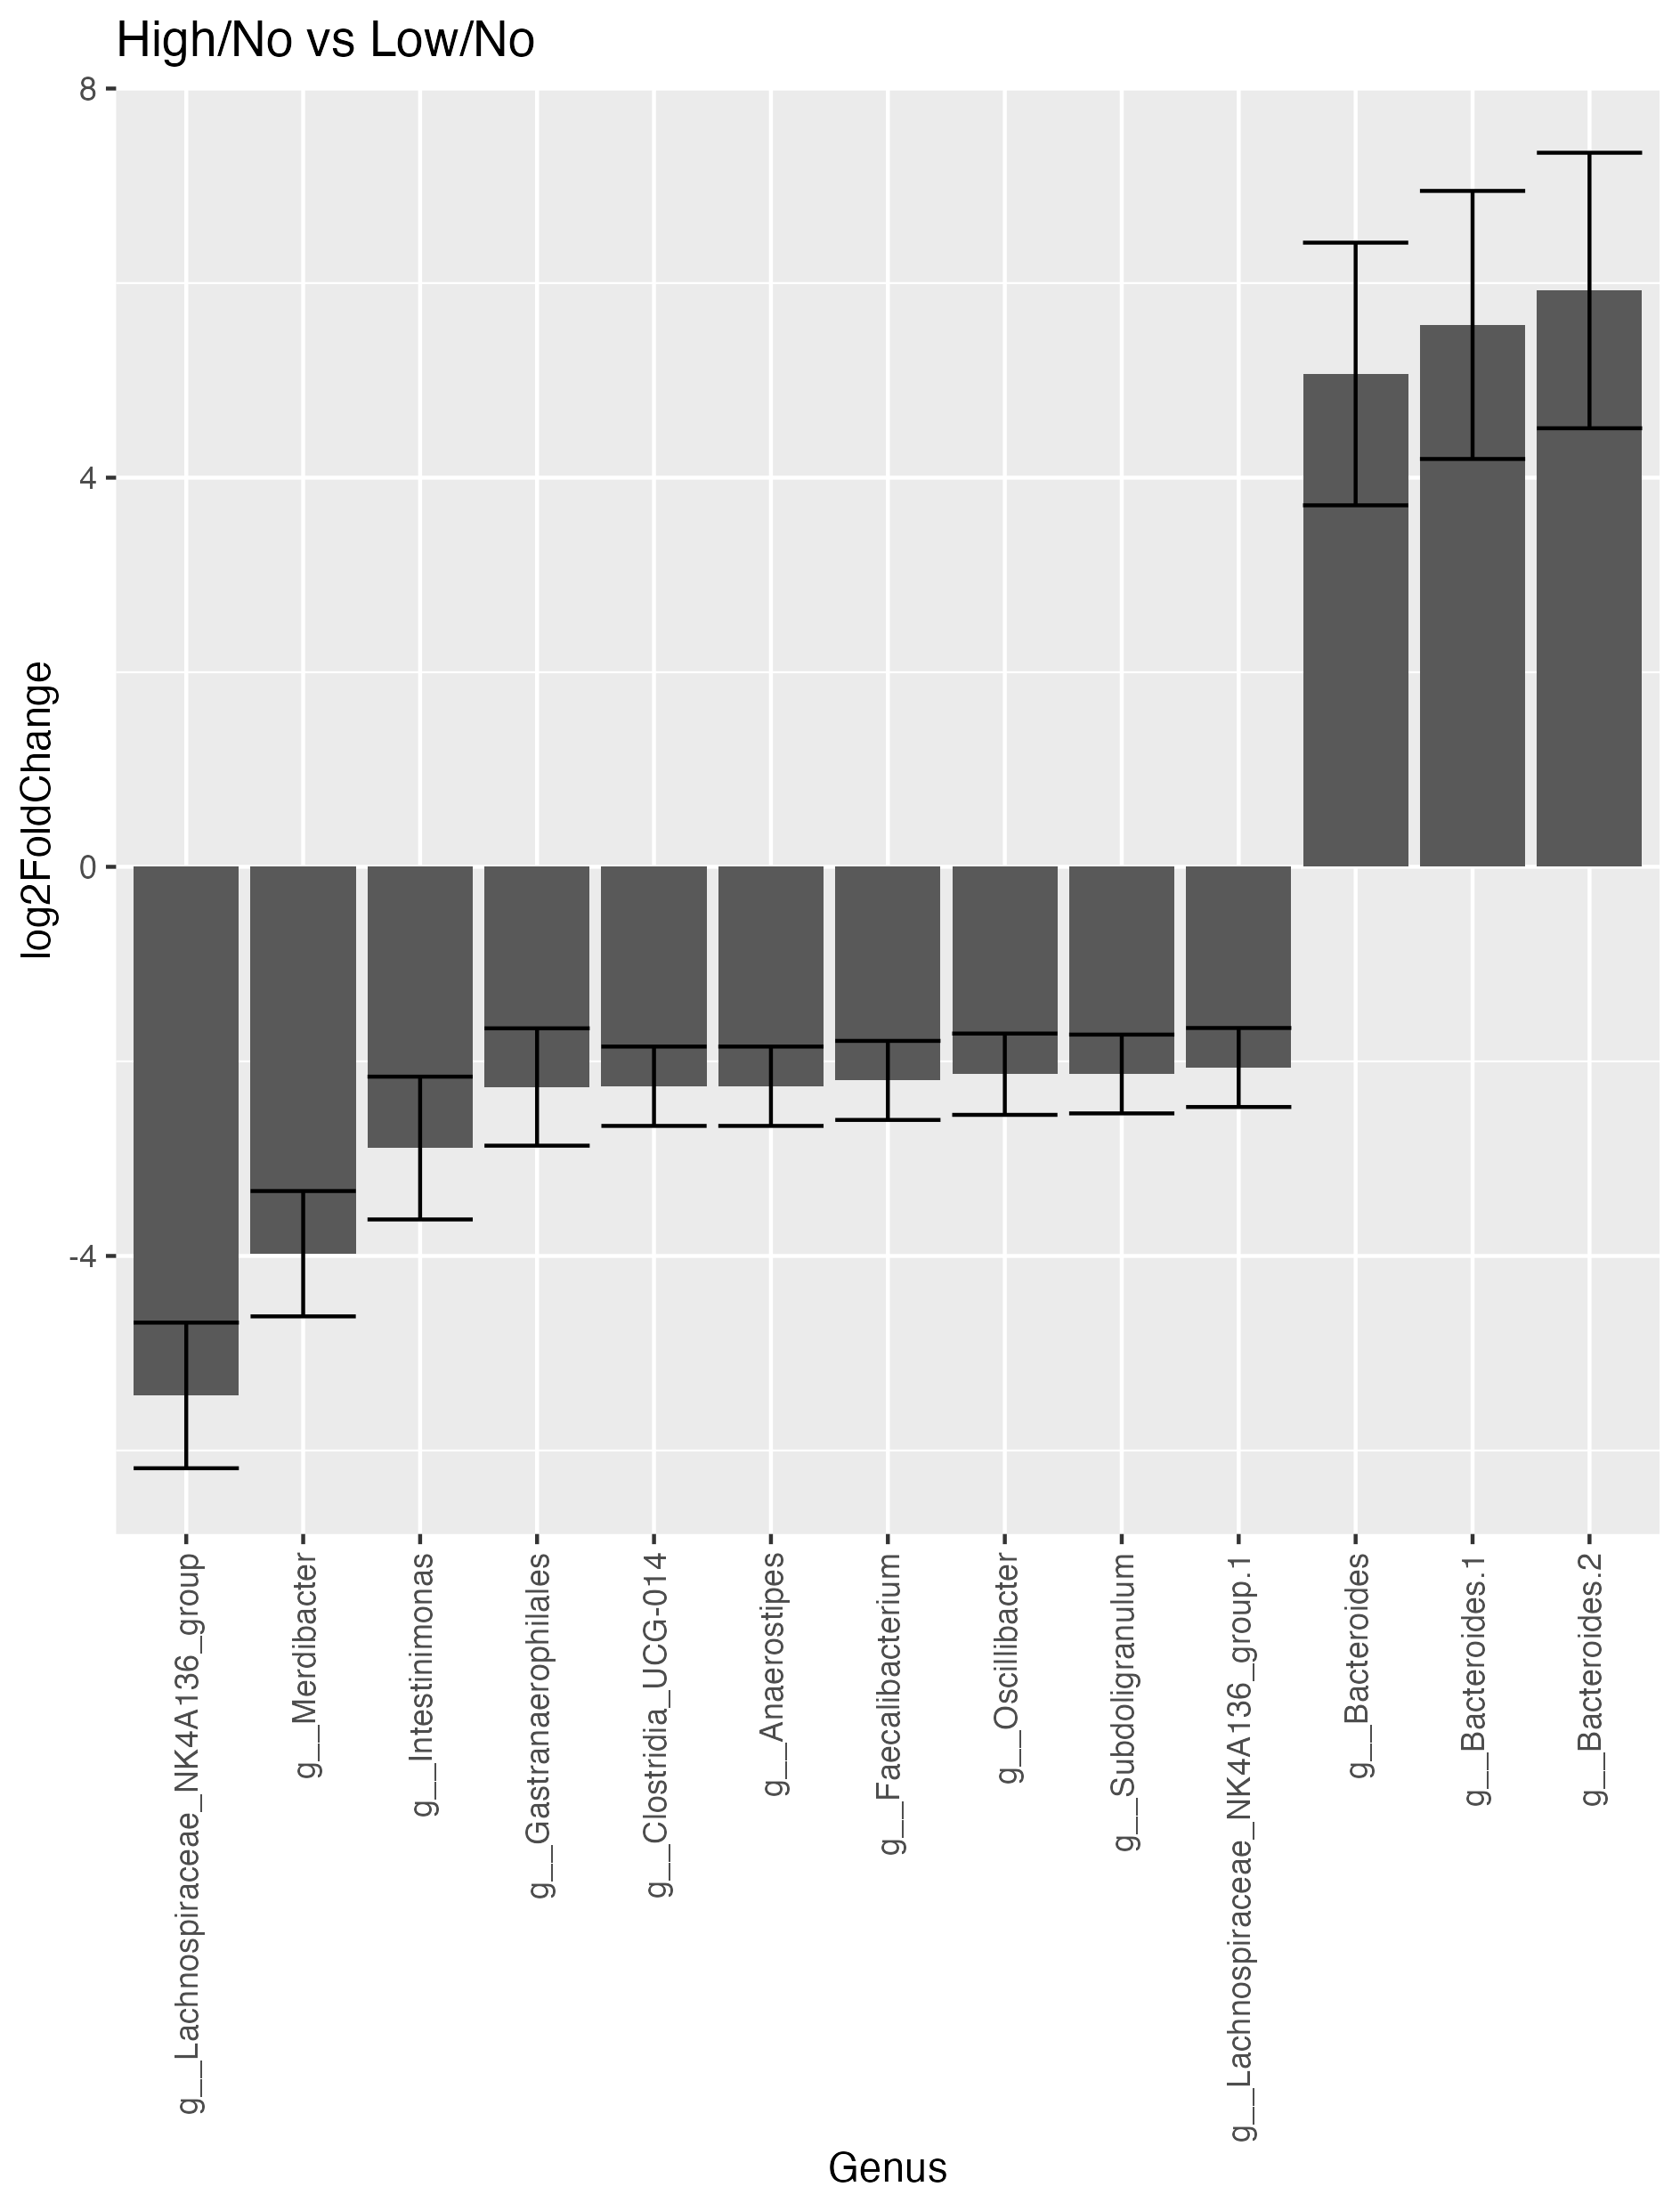 High/No vs Low/No
8
4
0
-4
log2FoldChange
g__Lachnospiraceae_NK4A136_group
g__Merdibacter
g__Intestinimonas
g__Gastranaerophilales
g__Clostridia_UCG-014
g__Anaerostipes
g__Faecalibacterium
g__Oscillibacter
g__Subdoligranulum
g__Lachnospiraceae_NK4A136_group.1
g__Bacteroides
g__Bacteroides.1
g__Bacteroides.2
Genus